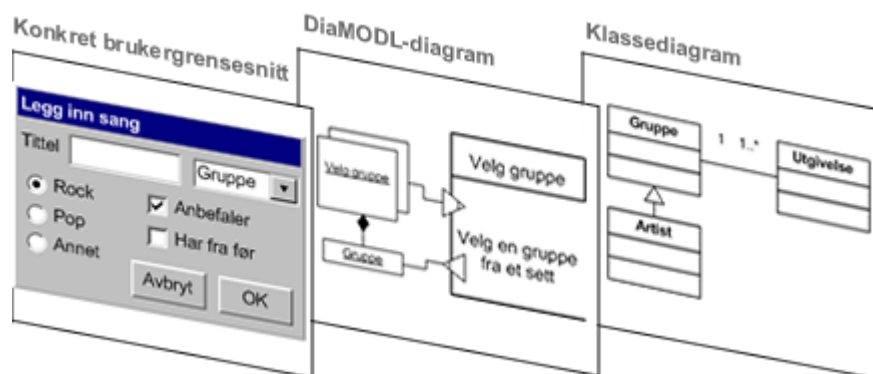 Konkret brukergrensesnitt
Legg inn sang
Tittel
Gruppe
Rock
Pop
Annet
Anbefaler
Har fra før
Avbryt
OK
DiaMODL-diagram
Velg gruppe
Gruppe
Velg gruppe
Velg en gruppe
fra et sett
Klassediagram
Gruppe
1 1..*
Utgivelse
Artist